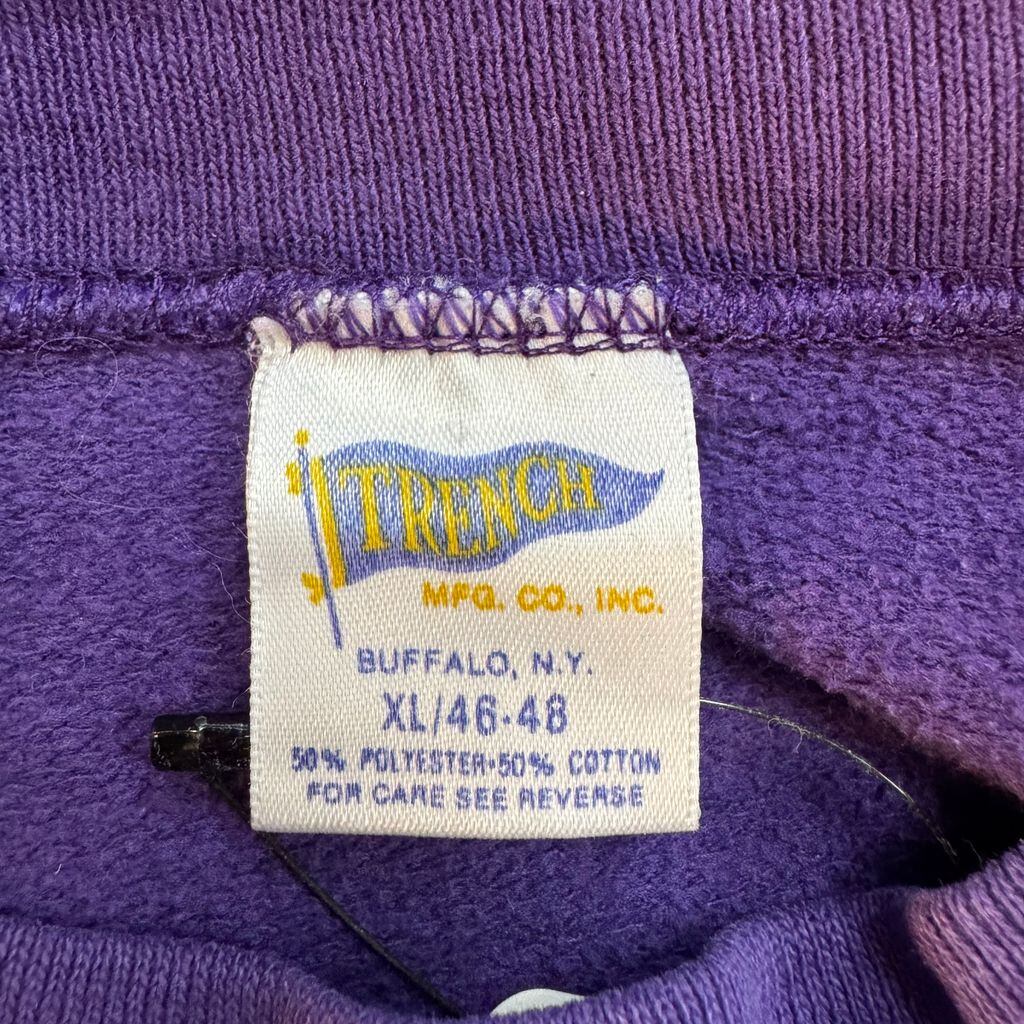 TRENCH
MFG. CO., INC.
BUFFALO, N.Y.
XL/46-48
50% POLYESTER•50% COTTON
FOR CARE SEE REVERSE